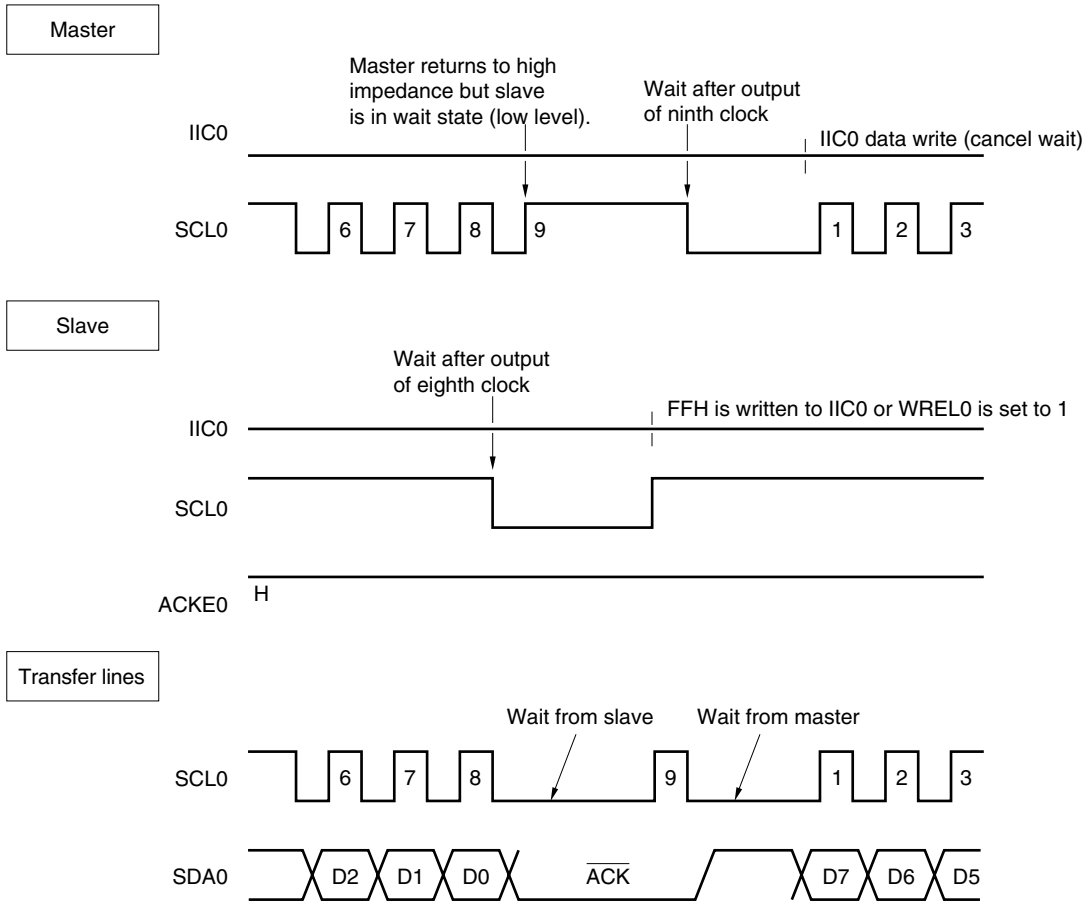 Master
Master returns to high
impedance but slave
is in wait state (low level).
Wait after output
of ninth clock
IIC0
IIC0 data write (cancel wait)
SCL0
6 7 8 9 1 2 3
Slave
Wait after output
of eighth clock
FFH is written to IIC0 or WREL0 is set to 1
IIC0
SCL0
H
ACKE0
Transfer lines
Wait from slave Wait from master
SCL0 6 7 8 9 1 2 3
SDA0 D2 D1 D0 ACK D7 D6 D5